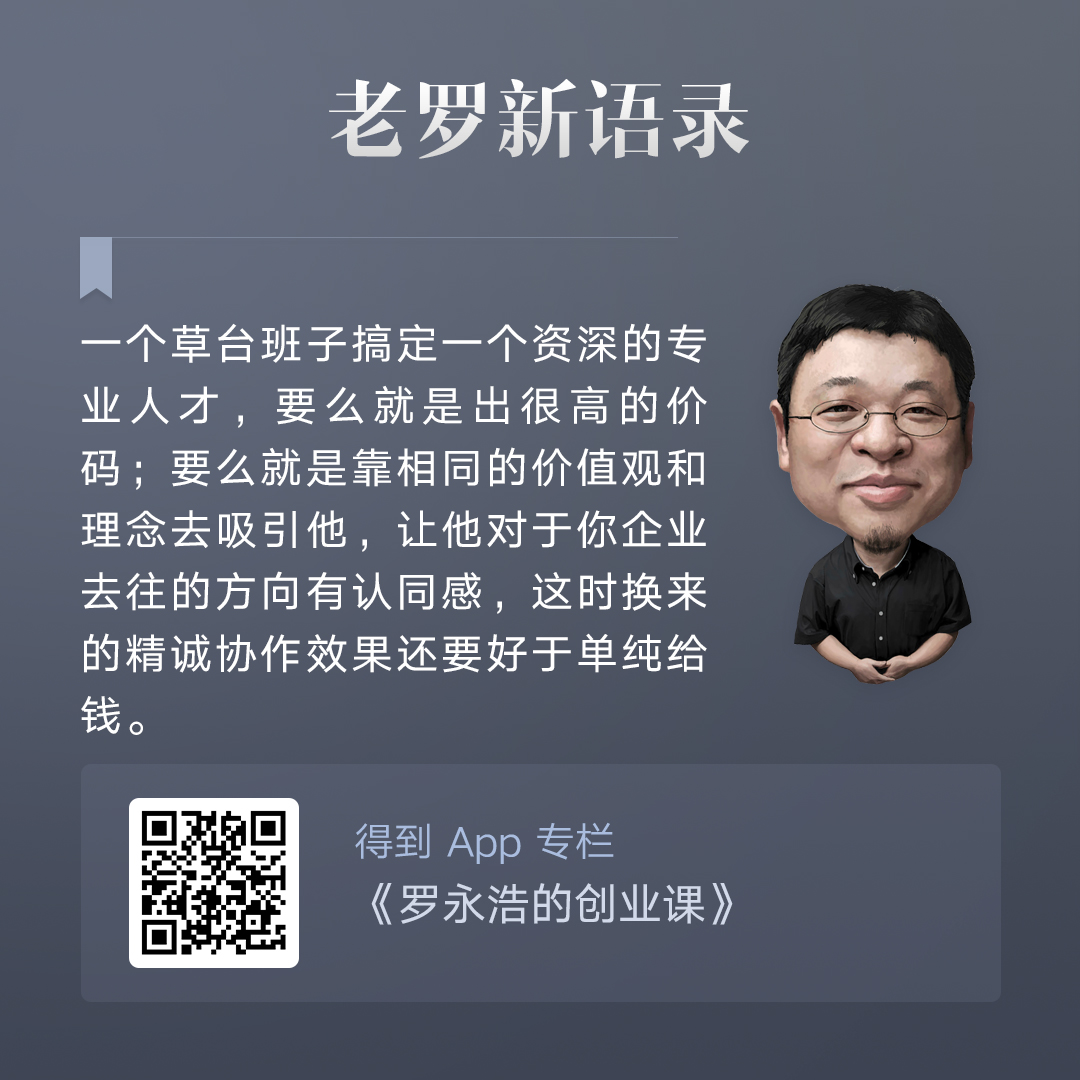 老罗新语录
一个草台班子搞定一个资深的专
业人才，要么就是出很高的价
码；要么就是靠相同的价值观和
理念去吸引他，让他对于你企业
去往的方向有认同感，这时换来
的精诚协作效果还要好于单纯给
钱。
得到 App 专栏
《罗永浩的创业课》